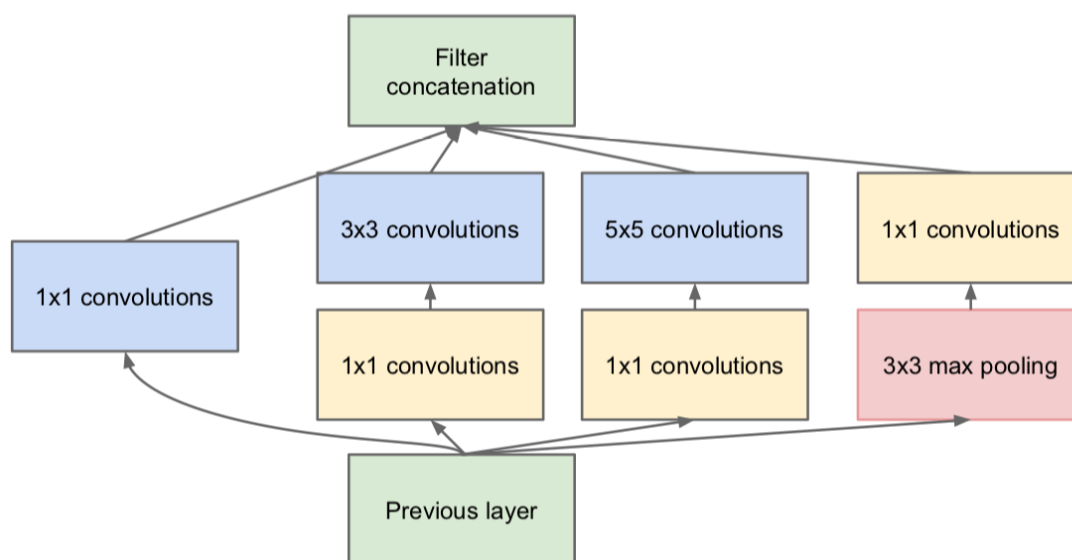 Filter
concatenation
3x3 convolutions
5x5 convolutions
1x1 convolutions
1x1 convolutions
1x1 convolutions
1x1 convolutions
3x3 max pooling
Previous layer